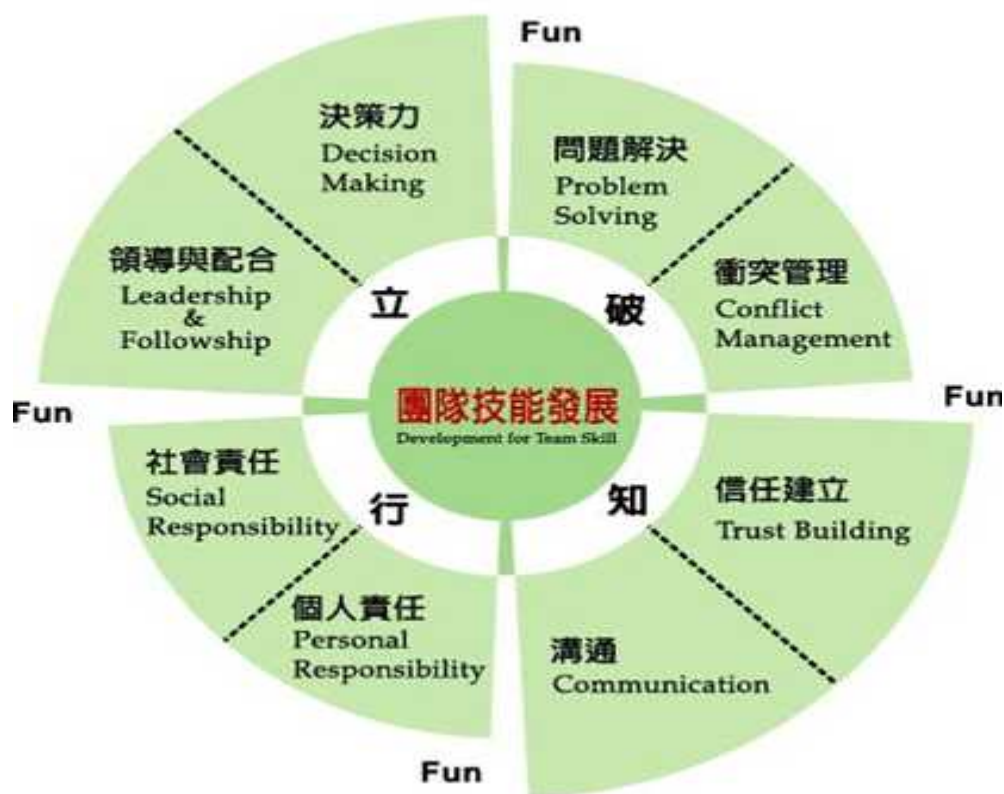 Fun
決策力
Decision
Making
問題解決
Problem
Solving
領導與配合
Leadership
&
Followship
衝突管理
Conflict
Management
立
破
Fun
Fun
團隊技能發展
Development for Team Skill
社會責任
Social
Responsibility
行
知
信任建立
Trust Building
個人責任
Personal
Responsibility
溝通
Communication
Fun